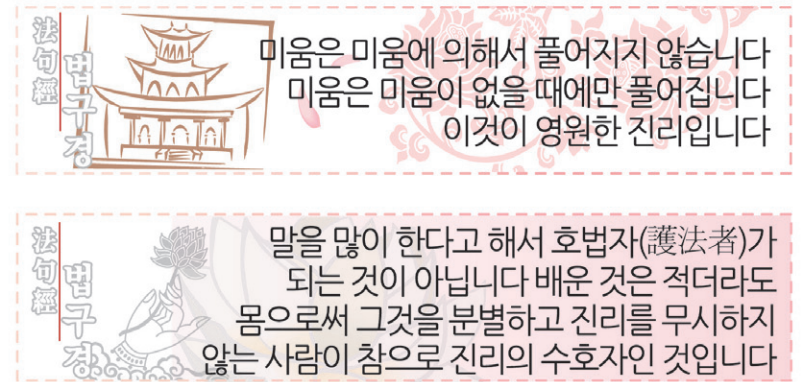 法句經
법구경
미움은 미움에 의해서 풀어지지 않습니다
미움은 미움이 없을 때에만 풀어집니다
이것이 영원한 진리입니다
法句經
법구경
말을 많이 한다고 해서 호법자(護法者)가
되는 것이 아닙니다 배운 것은 적더라도
몸으로써 그것을 분별하고 진리를 무시하지
않는 사람이 참으로 진리의 수호자인 것입니다